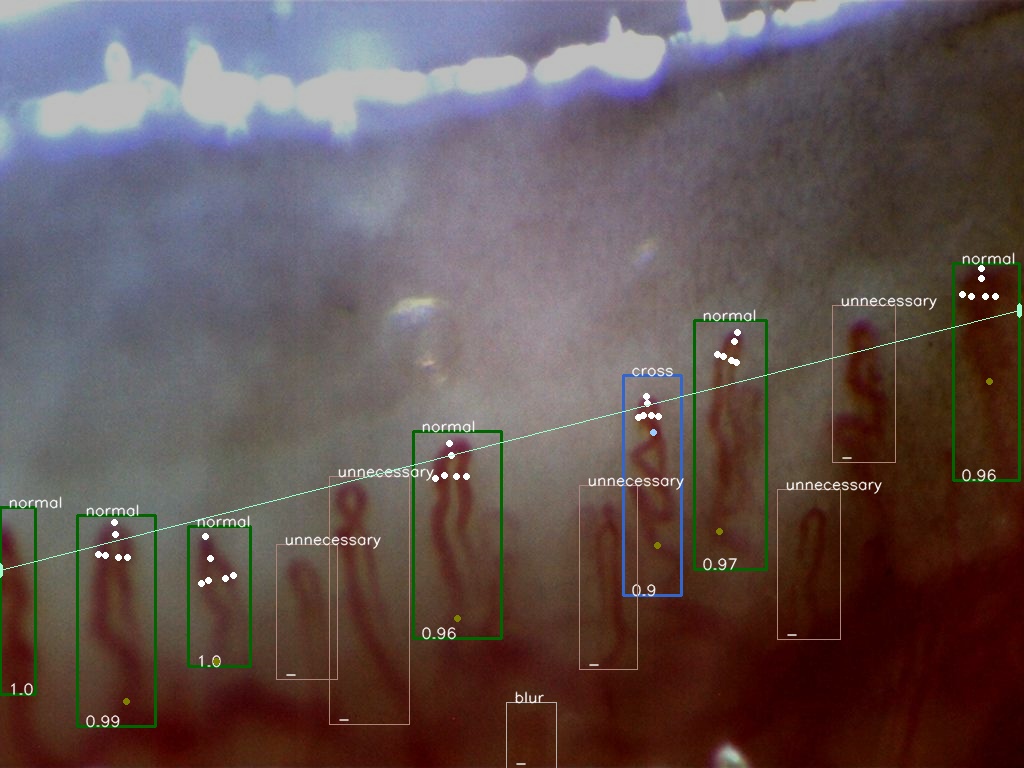 normal
unnecessary
normal
cross
normal
unnecessary
0.96
unnecessary
_
unnecessary
unnecessary
normal
normal
normal
unnecessary
0.97
0.9
0.96
_
1.0
_
_
1.0
0.99
_
blur
_